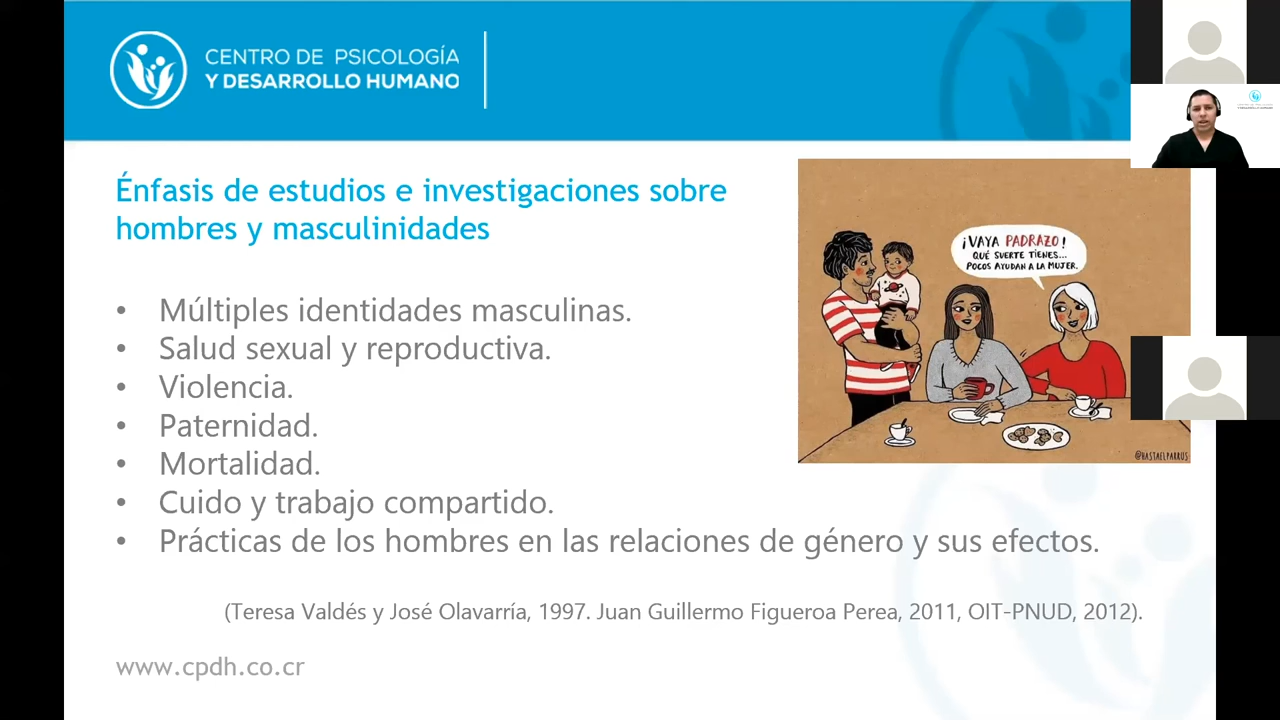 CENTRO DE PSICOLOGÍA
Y DESARROLLO HUMANO
Énfasis de estudios e investigaciones sobre
hombres y masculinidades
• Múltiples identidades masculinas.
• Salud sexual y reproductiva.
• Violencia.
• Paternidad.
• Mortalidad.
• Cuido y trabajo compartido.
• Prácticas de los hombres en las relaciones de género y sus efectos.
(Teresa Valdés y José Olavarría, 1997. Juan Guillermo Figueroa Perea, 2011, OIT-PNUD, 2012).
www.cpdh.co.cr
¡VAYA PADRAZO!
QUÉ SUERTE TIENES...
POCOS AYUDAN A LA MUJER.
@HASTAELPARRUS